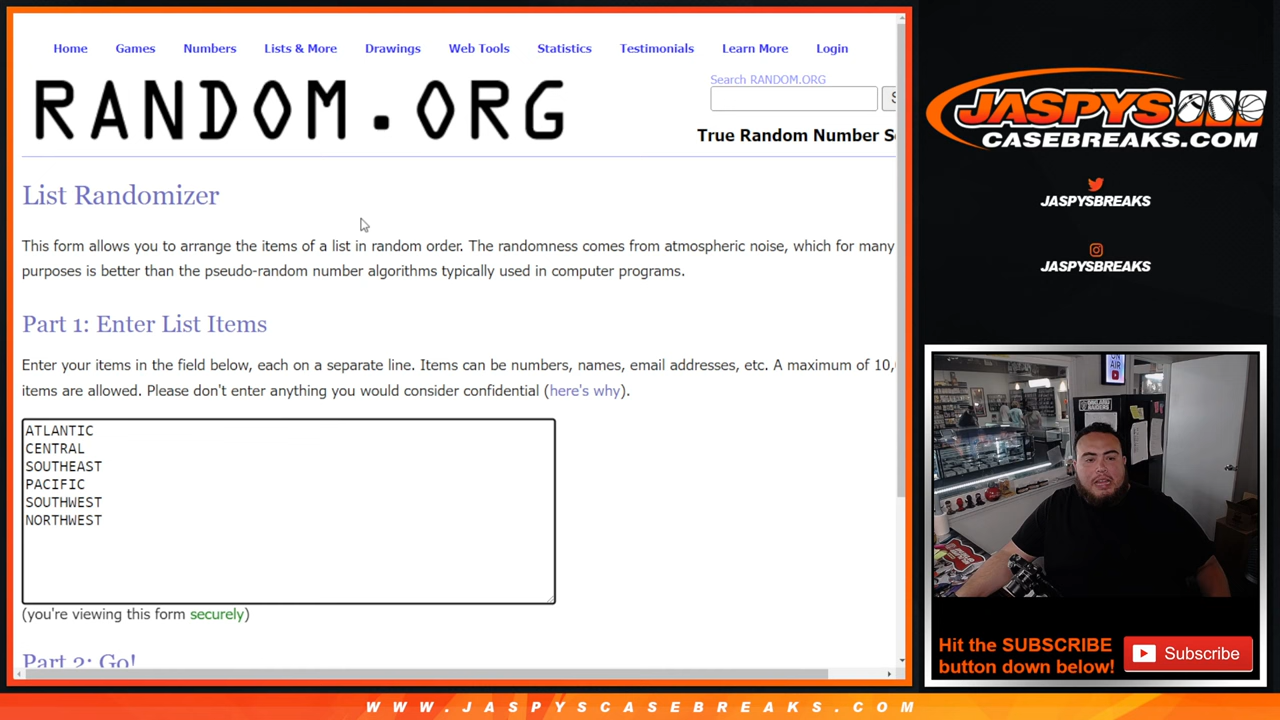 Home Games Numbers Lists & More Drawings Web Tools Statistics Testimonials Learn More Login
RANDOM.ORG
Search RANDOM.ORG
True Random Number S
List Randomizer
This form allows you to arrange the items of a list in random order. The randomness comes from atmospheric noise, which for many
purposes is better than the pseudo-random number algorithms typically used in computer programs.
Part 1: Enter List Items
Enter your items in the field below, each on a separate line. Items can be numbers, names, email addresses, etc. A maximum of 10,
items are allowed. Please don't enter anything you would consider confidential (here's why).
ATLANTIC
CENTRAL
SOUTHEAST
PACIFIC
SOUTHWEST
NORTHWEST
(you're viewing this form securely)
Part 2: Go!
JASPYS
CASEBREAKS.COM
JASPYSBREAKS
JASPYSBREAKS
ON
AIR
Hit the SUBSCRIBE
button down below!
Subscribe
WWW.JASPYSCASEBREAKS.COM